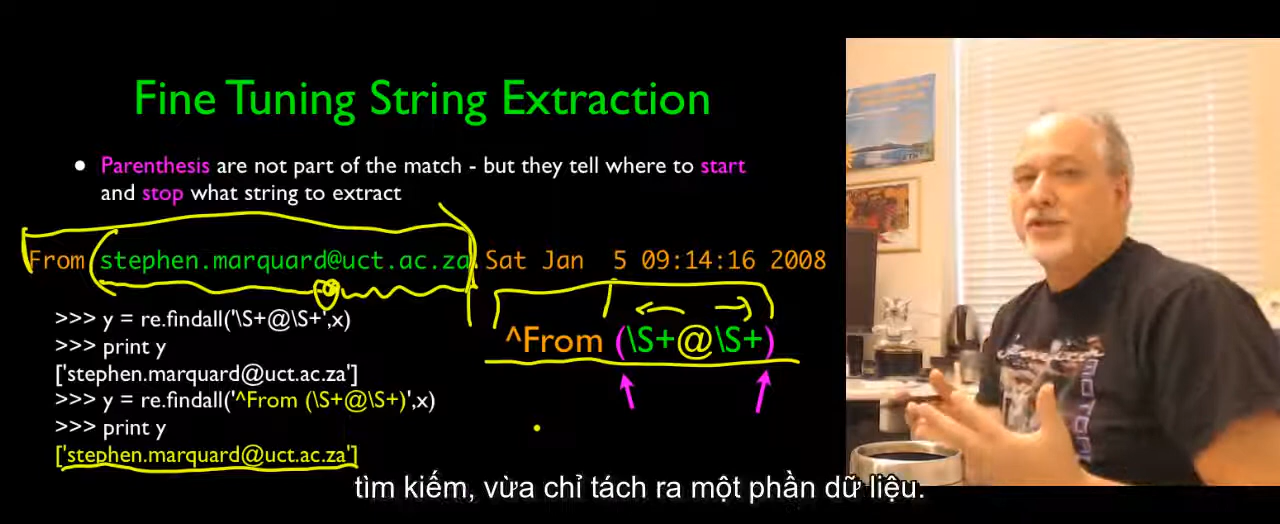 Fine Tuning String Extraction
● Parenthesis are not part of the match - but they tell where to start
and stop what string to extract
From stephen.marquard@uct.ac.za Sat Jan  5 09:14:16 2008
>>> y = re.findall('\S+@\S+',x)
>>> print y
['stephen.marquard@uct.ac.za']
>>> y = re.findall('^From (\S+@\S+)',x)
>>> print y
['stephen.marquard@uct.ac.za']
^From (\S+@\S+)
tìm kiếm, vừa chỉ tách ra một phần dữ liệu.